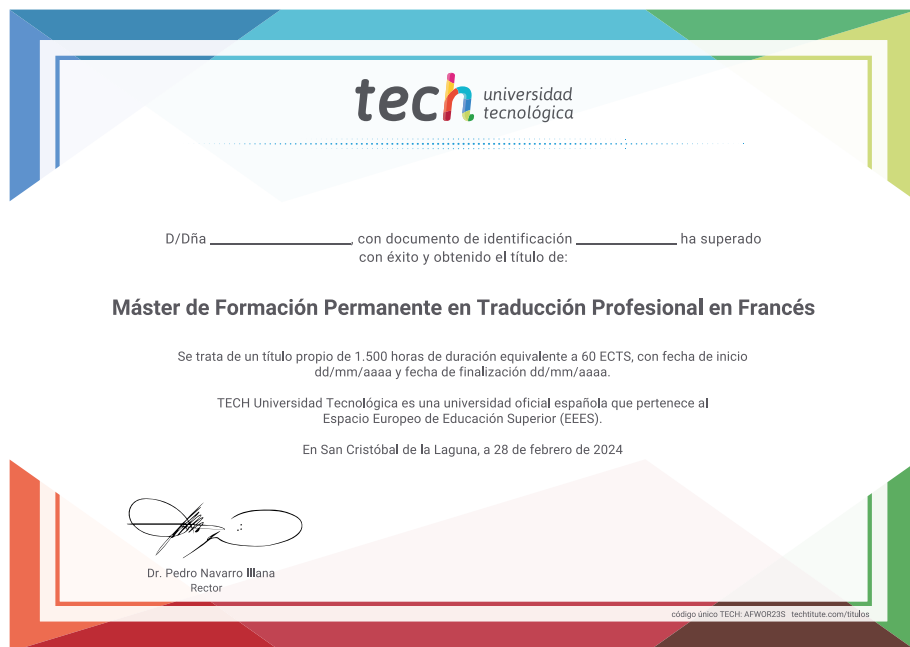 tech universidad
tecnológica
D/Dña ____________________, con documento de identificación ______________ ha superado
con éxito y obtenido el título de:
Máster de Formación Permanente en Traducción Profesional en Francés
Se trata de un título propio de 1.500 horas de duración equivalente a 60 ECTS, con fecha de inicio
dd/mm/aaaa y fecha de finalización dd/mm/aaaa.
TECH Universidad Tecnológica es una universidad oficial española que pertenece al
Espacio Europeo de Educación Superior (EEES).
En San Cristóbal de la Laguna, a 28 de febrero de 2024
Dr. Pedro Navarro Illana
Rector
código único TECH: AFWOR23S techtitute.com/titulos